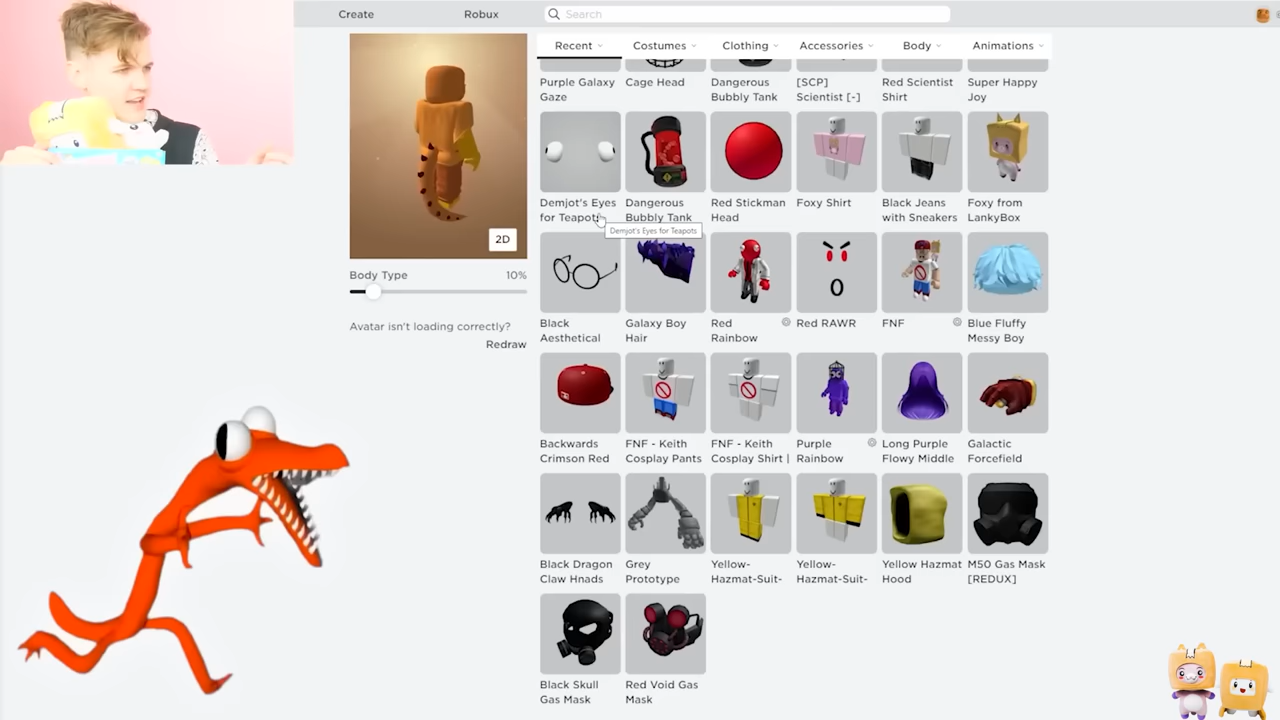 Create
Robux
Search
Recent
Costumes
Clothing
Accessories
Body
Animations
Purple Galaxy
Gaze
Cage Head
Dangerous
Bubbly Tank
[SCP]
Scientist [-]
Red Scientist
Shirt
Super Happy
Joy
2D
Demjot's Eyes
for Teapots
Dangerous
Bubbly Tank
Red Stickman
Head
Foxy Shirt
Black Jeans
with Sneakers
Foxy from
LankyBox
Demjot's Eyes for Teapots
Body Type
10%
Avatar isn't loading correctly?
Redraw
Black
Aesthetical
Galaxy Boy
Hair
Red
Rainbow
Red RAWR
FNF
Blue Fluffy
Messy Boy
Backwards
Crimson Red
FNF - Keith
Cosplay Pants
FNF - Keith
Cosplay Shirt |
Purple
Rainbow
Long Purple
Flowy Middle
Galactic
Forcefield
Black Dragon
Claw Hnads
Grey
Prototype
Yellow-
Hazmat-Suit-
Yellow-
Hazmat-Suit-
Yellow Hazmat
Hood
M50 Gas Mask
[REDUX]
Black Skull
Gas Mask
Red Void Gas
Mask